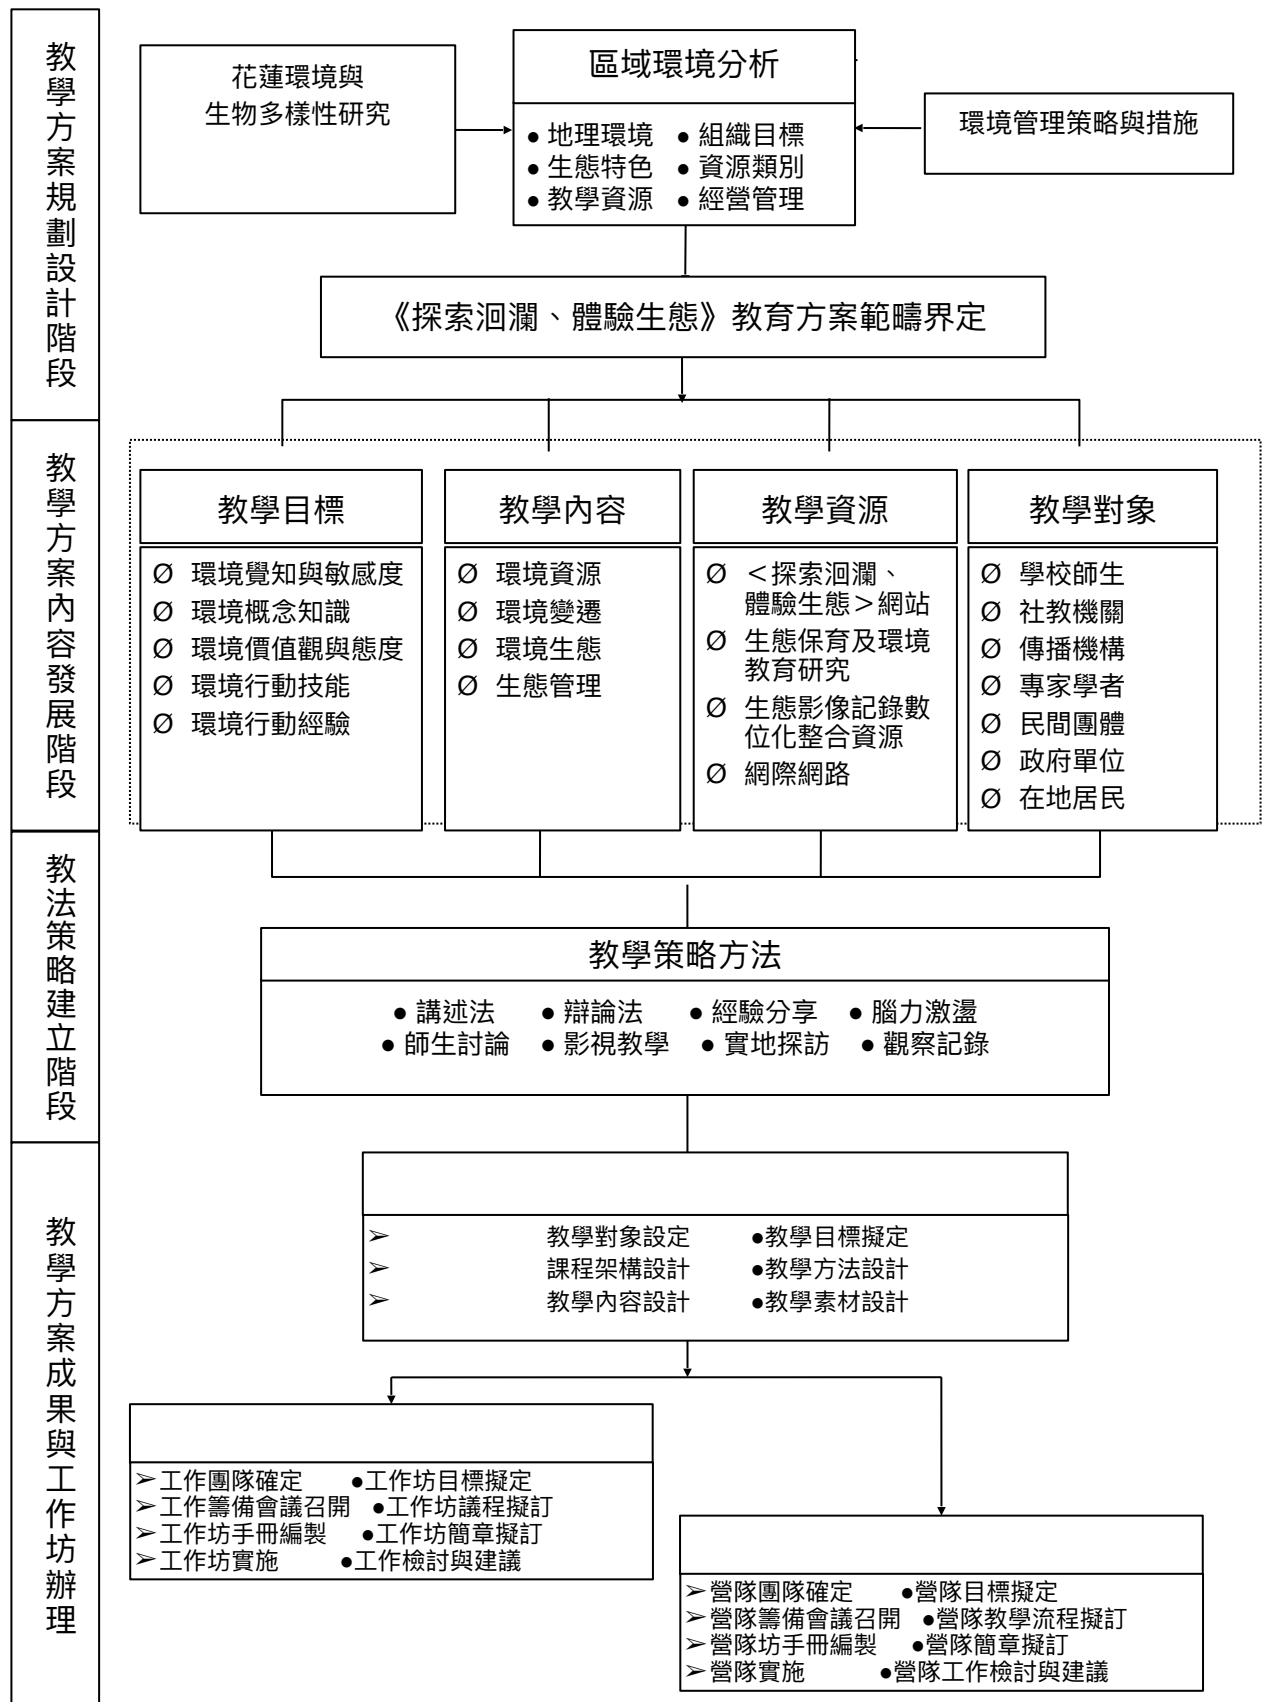 教學方案規劃設計階段
花蓮環境與
生物多樣性研究
區域環境分析
● 地理環境 ● 組織目標
● 生態特色 ● 資源類別
● 教學資源 ● 經營管理
環境管理策略與措施
《探索洄瀾、體驗生態》教育方案範疇界定
教學方案內容發展階段
教學目標
Ø 環境覺知與敏感度
Ø 環境概念知識
Ø 環境價值觀與態度
Ø 環境行動技能
Ø 環境行動經驗
教學內容
Ø 環境資源
Ø 環境變遷
Ø 環境生態
Ø 生態管理
教學資源
Ø ＜探索洄瀾、
體驗生態＞網站
Ø 生態保育及環境
教育研究
Ø 生態影像記錄數
位化整合資源
Ø 網際網路
教學對象
Ø 學校師生
Ø 社教機關
Ø 傳播機構
Ø 專家學者
Ø 民間團體
Ø 政府單位
Ø 在地居民
教法策略建立階段
教學策略方法
● 講述法 ● 辯論法 ● 經驗分享 ● 腦力激盪
● 師生討論 ● 影視教學 ● 實地探訪 ● 觀察記錄
教學方案成果與工作坊辦理
➢ 教學對象設定 ●教學目標擬定
➢ 課程架構設計 ●教學方法設計
➢ 教學內容設計 ●教學素材設計
➢工作團隊確定 ●工作坊目標擬定
➢工作籌備會議召開 ●工作坊議程擬訂
➢工作坊手冊編製 ●工作坊簡章擬訂
➢工作坊實施 ●工作檢討與建議
➢營隊團隊確定 ●營隊目標擬定
➢營隊籌備會議召開 ●營隊教學流程擬訂
➢營隊坊手冊編製 ●營隊簡章擬訂
➢營隊實施 ●營隊工作檢討與建議